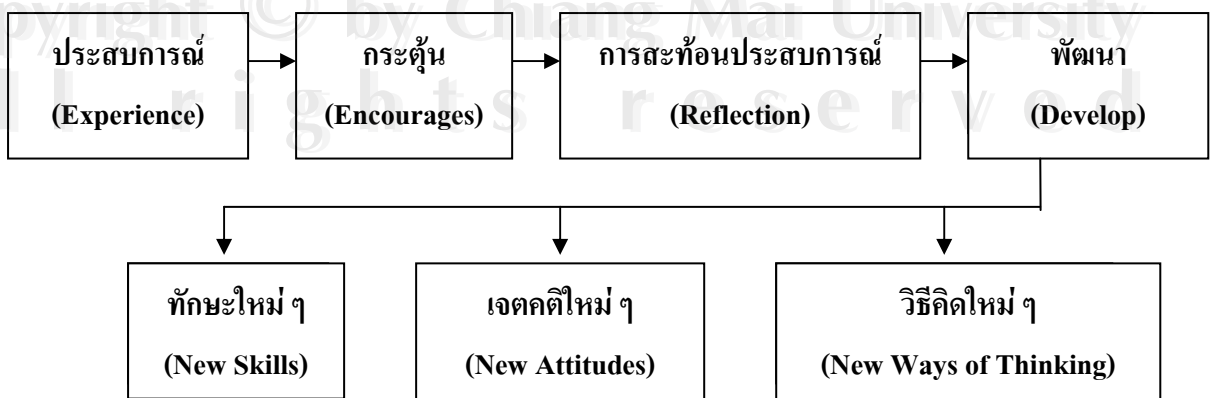 Copyright © by Chiang Mai University
All rights reserved
ประสบการณ์
(Experience)
กระตุ้น
(Encourages)
การสะท้อนประสบการณ์
(Reflection)
พัฒนา
(Develop)
ทักษะใหม่ ๆ
(New Skills)
เจตคติใหม่ ๆ
(New Attitudes)
วิธีคิดใหม่ ๆ
(New Ways of Thinking)